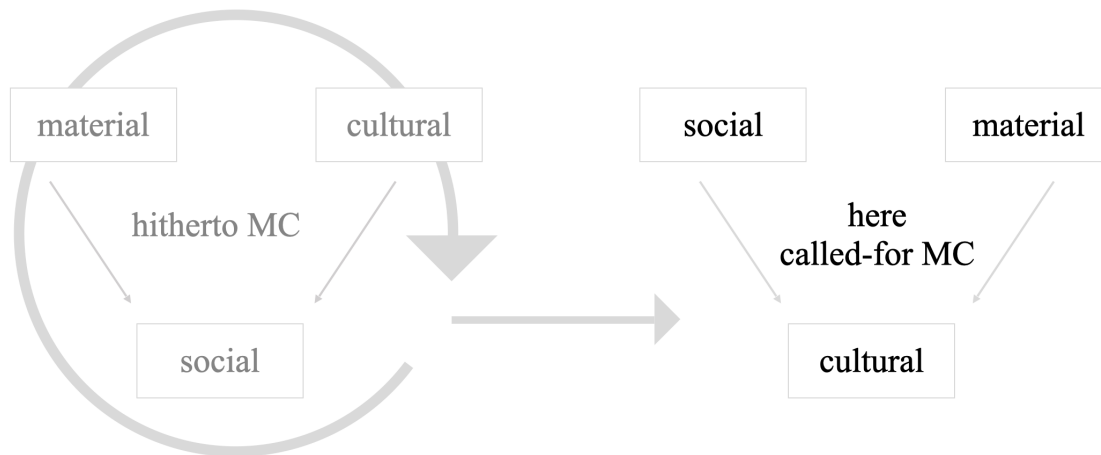 material
cultural
hitherto MC
social
social
material
here
called-for MC
cultural